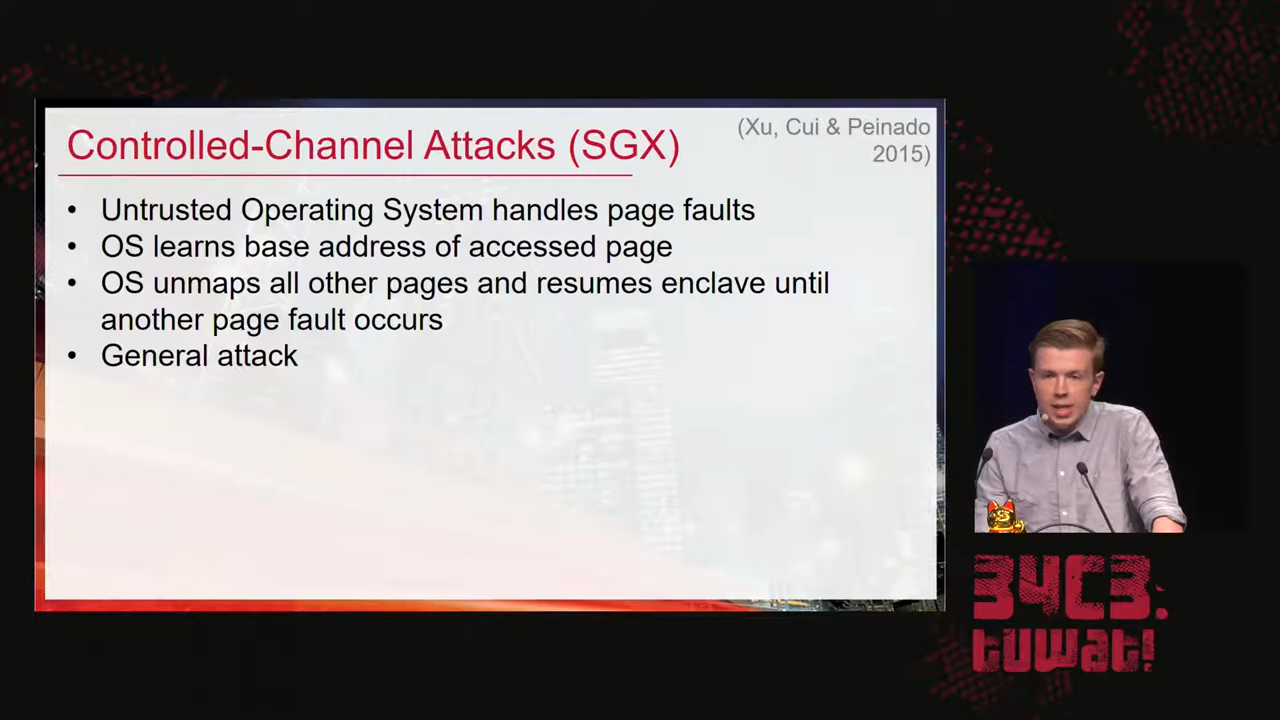 Controlled-Channel Attacks (SGX)
(Xu, Cui & Peinado
2015)
• Untrusted Operating System handles page faults
• OS learns base address of accessed page
• OS unmaps all other pages and resumes enclave until
another page fault occurs
• General attack
34C3.
tuwat!